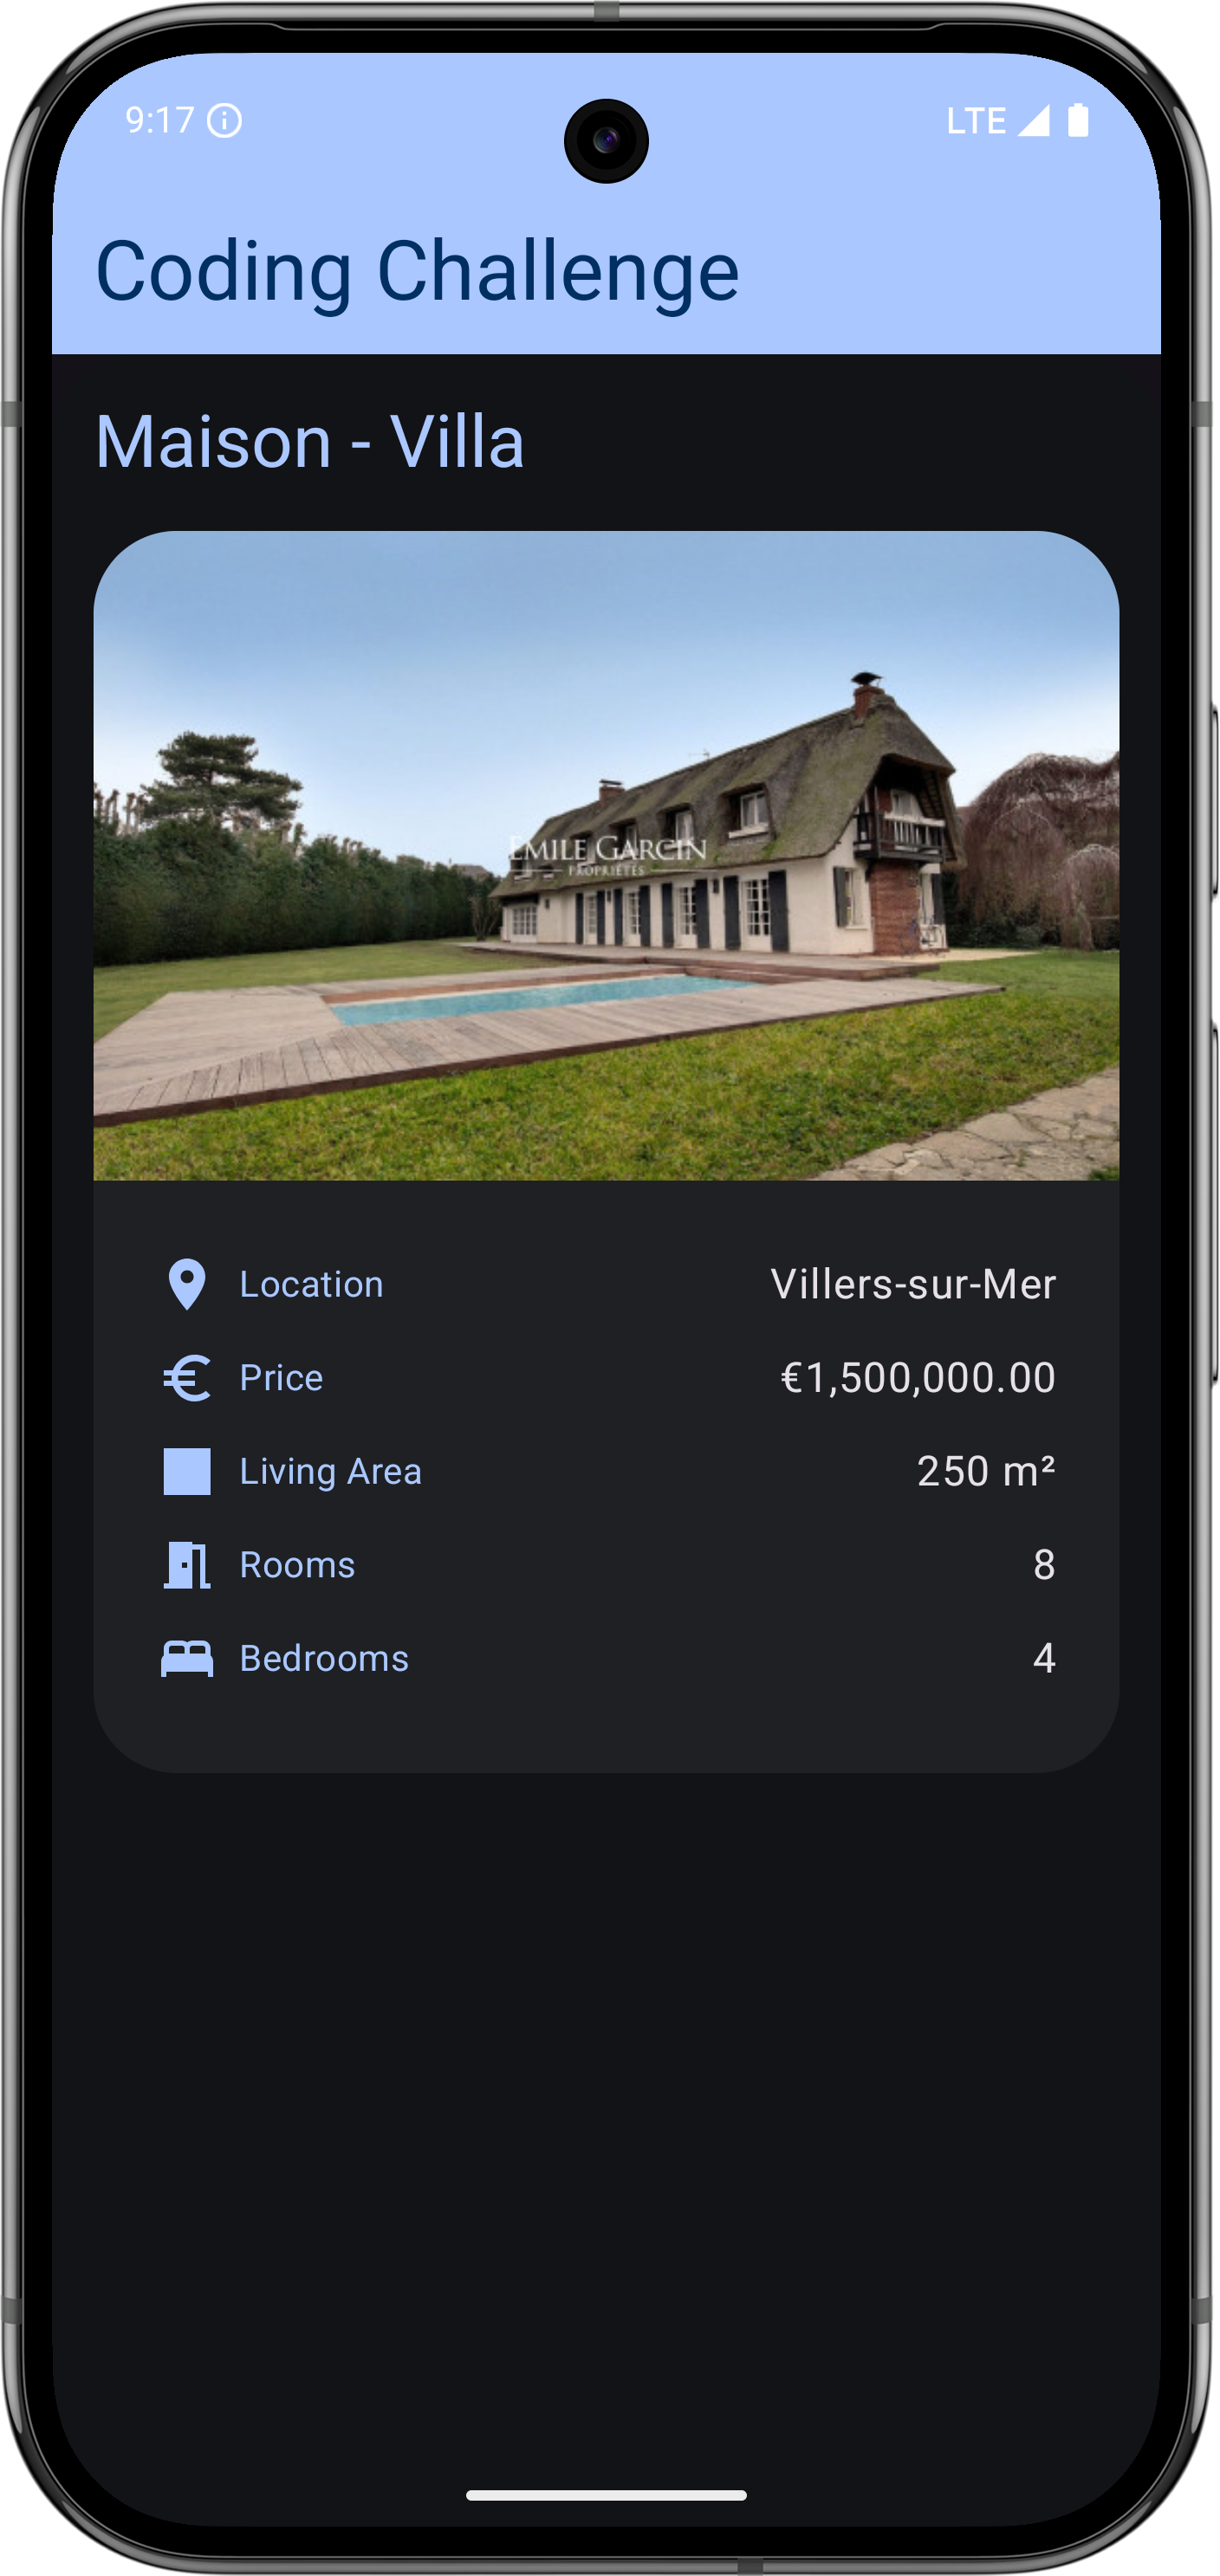 9:17 LTE
Coding Challenge
Maison - Villa
EMILE GARCIN
PROPRIÉTÉS
Location Villers-sur-Mer
Price €1,500,000.00
Living Area 250 m²
Rooms 8
Bedrooms 4